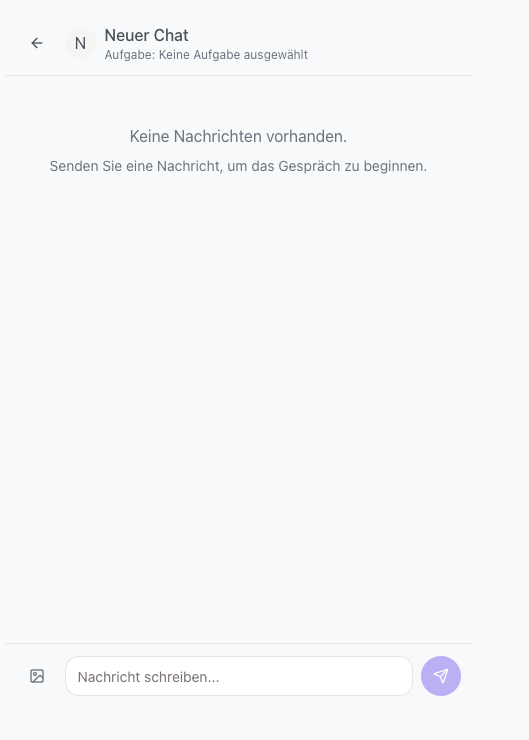 N
Neuer Chat
Aufgabe: Keine Aufgabe ausgewählt
Keine Nachrichten vorhanden.
Senden Sie eine Nachricht, um das Gespräch zu beginnen.
Nachricht schreiben...